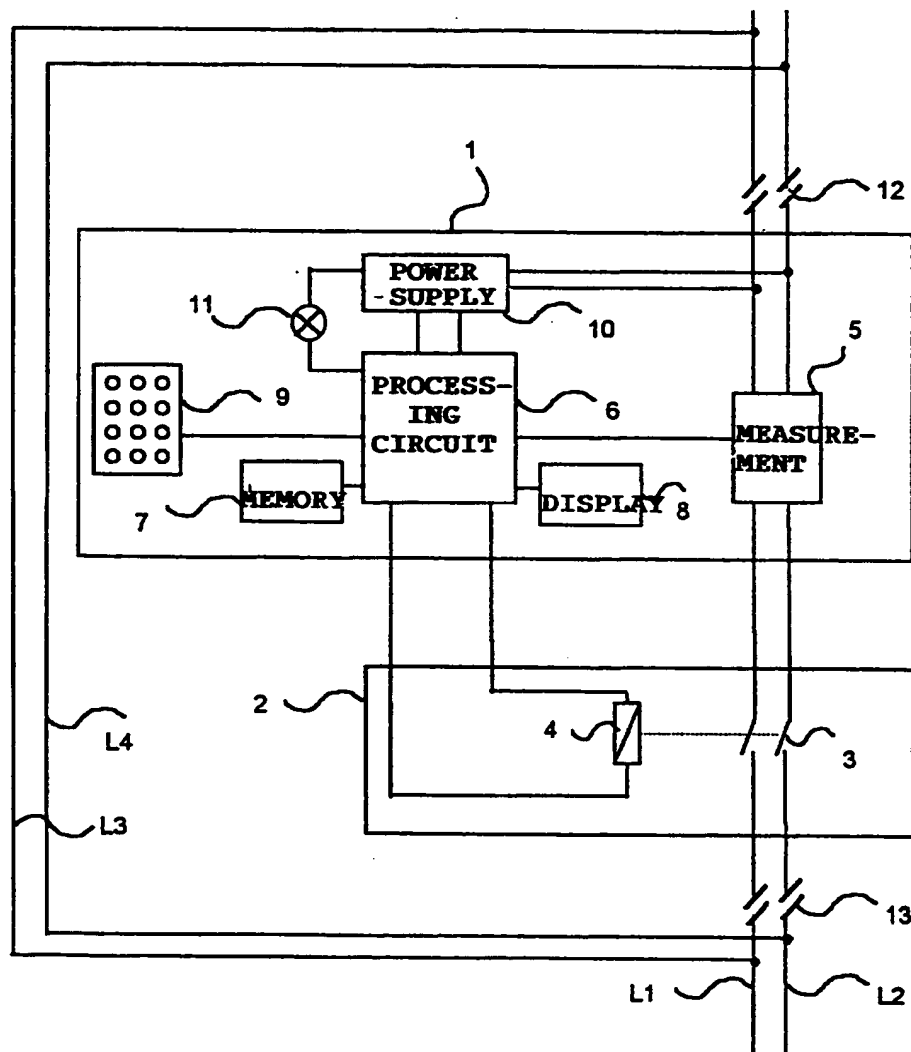 1
12
POWER
-SUPPLY
11
10
5
PROCESS-
ING
CIRCUIT
9
6
MEASURE-
MENT
MEMORY
7
DISPLAY
8
2
4
3
L4
L3
13
L1
L2